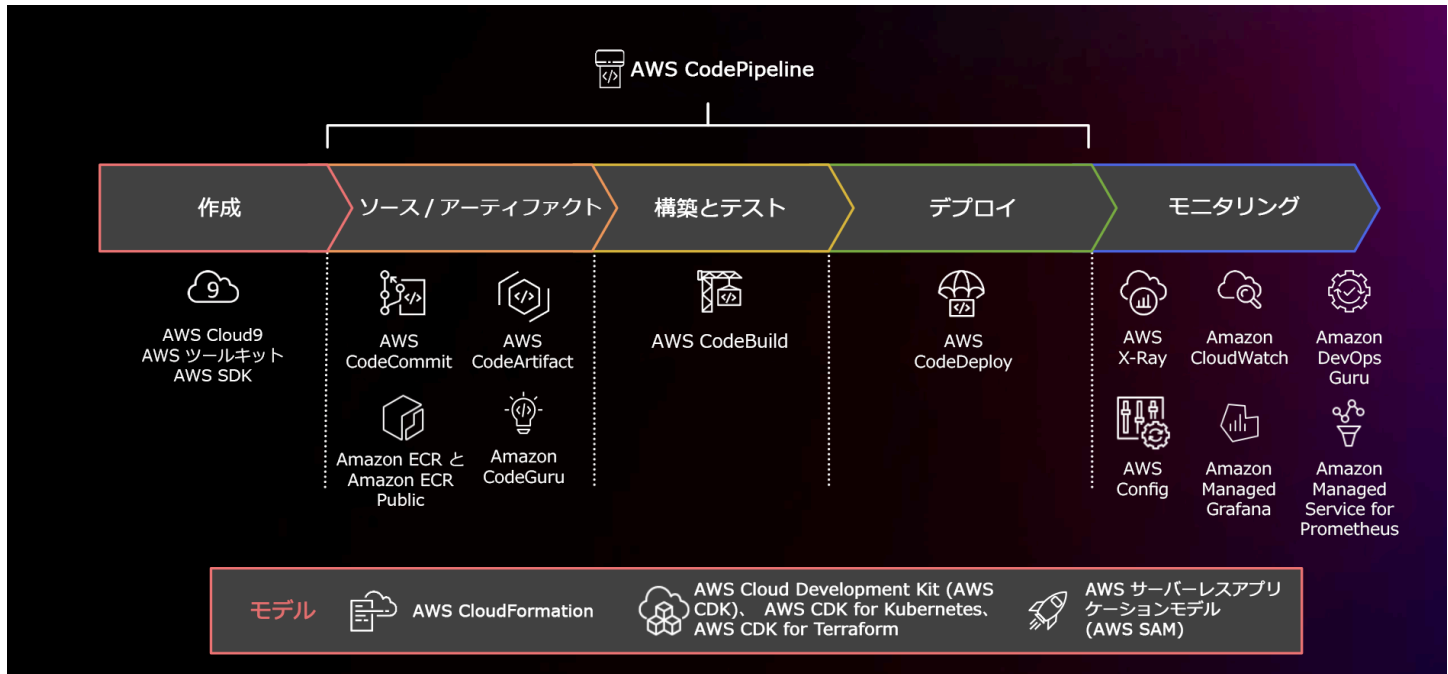 AWS CodePipeline
作成
ソース / アーティファクト
構築とテスト
デプロイ
モニタリング
9
AWS Cloud9
AWS ツールキット
AWS SDK
AWS
CodeCommit
AWS
CodeArtifact
Amazon ECR と
Amazon ECR
Public
Amazon
CodeGuru
AWS CodeBuild
AWS
CodeDeploy
AWS
X-Ray
Amazon
CloudWatch
Amazon
DevOps
Guru
AWS
Config
Amazon
Managed
Grafana
Amazon
Managed
Service for
Prometheus
モデル
AWS CloudFormation
AWS Cloud Development Kit (AWS
CDK)、 AWS CDK for Kubernetes、
AWS CDK for Terraform
AWS サーバーレスアプリ
ケーションモデル
(AWS SAM)